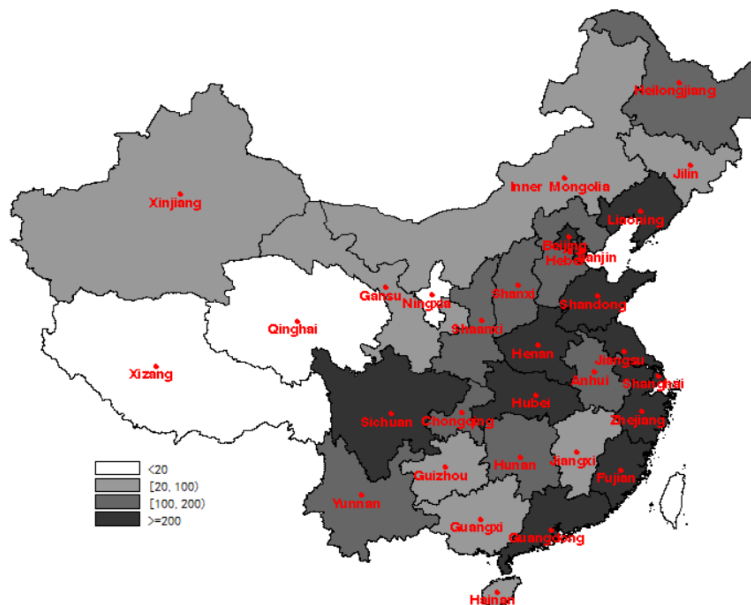 Heilongjiang
Jilin
Inner Mongolia
Xinjiang
Liaoning
Beijing
Hebei
Tianjin
Gansu
Ningxia
Shanxi
Shandong
Qinghai
Shaanxi
Henan
Jiangsu
Xizang
Anhui
Shanghai
Hubei
Sichuan
Chongqing
Zhejiang
Hunan
Jiangxi
Guizhou
Fujian
<20
[20, 100)
[100, 200)
>=200
Yunnan
Guangxi
Guangdong
Hainan